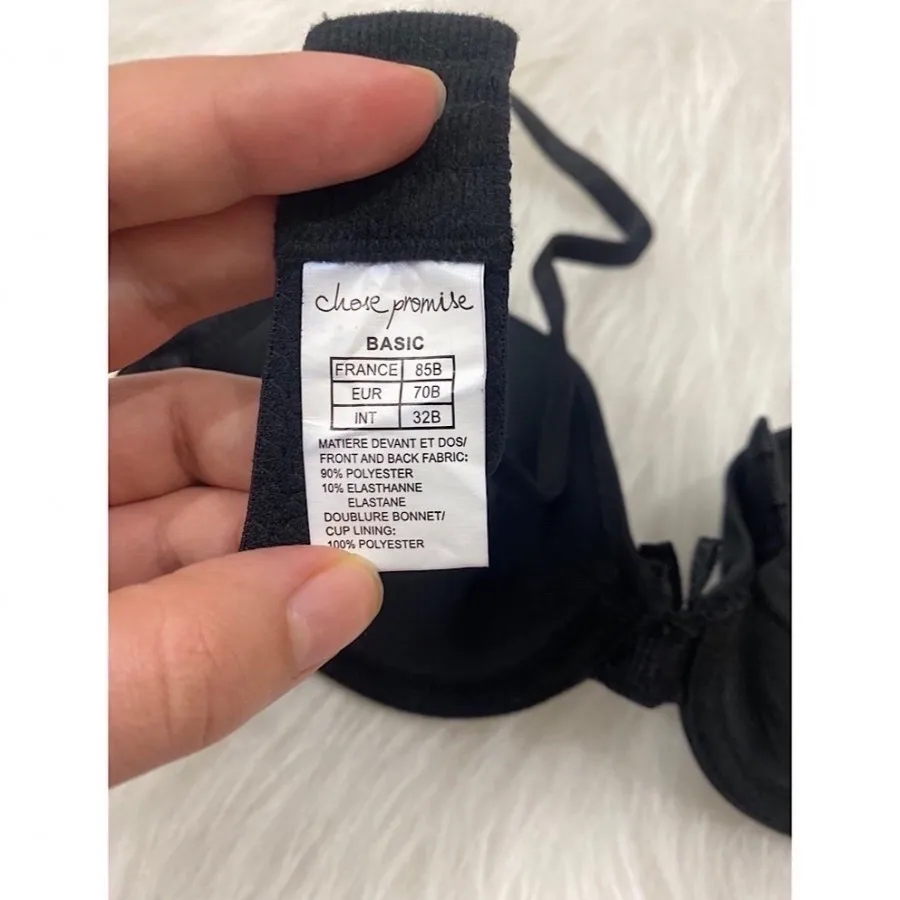 chose promise
BASIC
FRANCE 85B
EUR 70B
INT 32B
MATIERE DEVANT ET DOS/
FRONT AND BACK FABRIC:
90% POLYESTER
10% ELASTHANNE
ELASTANE
DOUBLURE BONNET/
CUP LINING:
100% POLYESTER